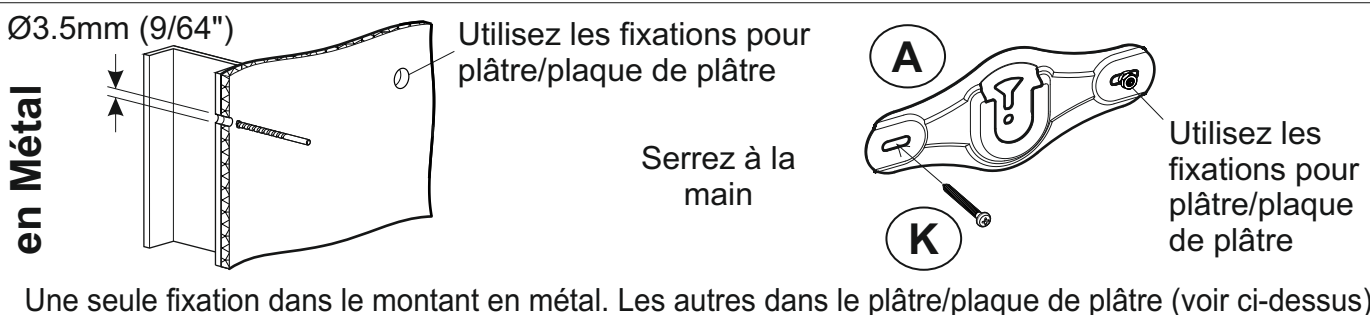 Ø3.5mm (9/64")
en Métal
Utilisez les fixations pour
plâtre/plaque de plâtre
Serrez à la
main
A
K
Utilisez les
fixations pour
plâtre/plaque
de plâtre
Une seule fixation dans le montant en métal. Les autres dans le plâtre/plaque de plâtre (voir ci-dessus)